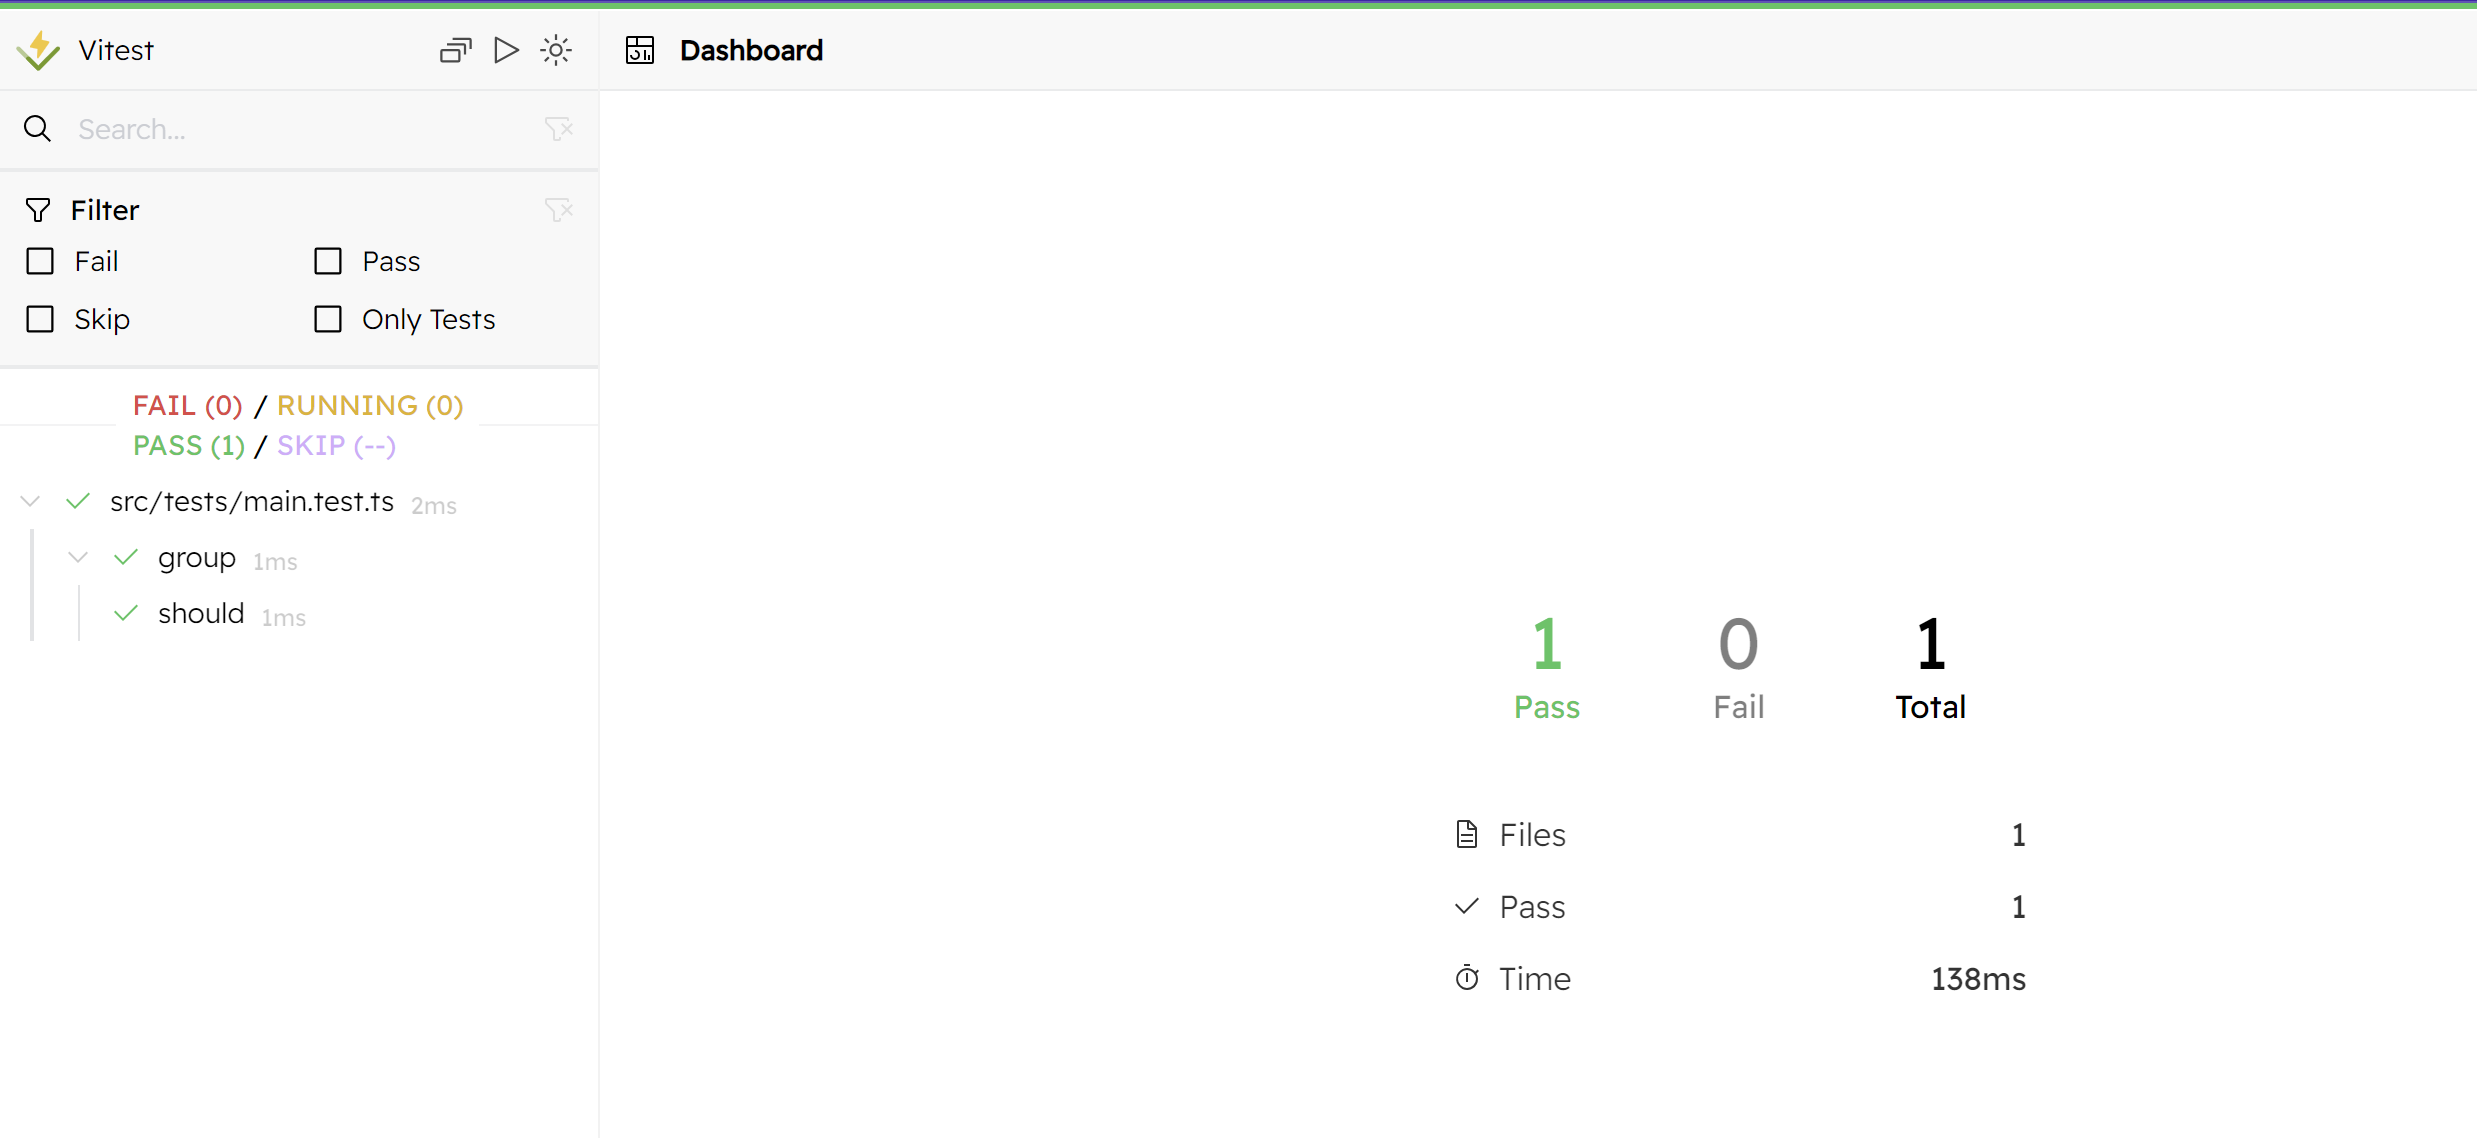 Vitest
Dashboard
Search...
Filter
Fail
Pass
Skip
Only Tests
FAIL (0) / RUNNING (0)
PASS (1) / SKIP (--)
src/tests/main.test.ts 2ms
group 1ms
should 1ms
1 0 1
Pass Fail Total
Files 1
Pass 1
Time 138ms